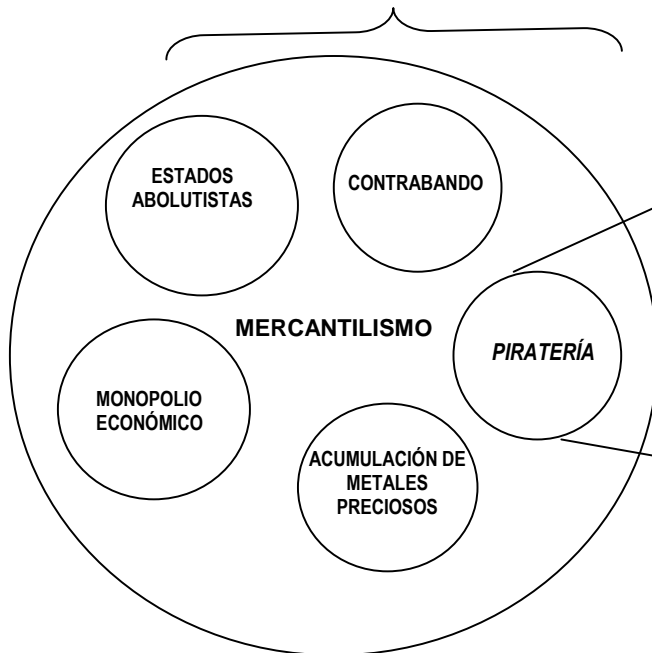 ESTADOS
ABOLUTISTAS
CONTRABANDO
MERCANTILISMO
PIRATERÍA
MONOPOLIO
ECONÓMICO
ACUMULACIÓN DE
METALES
PRECIOSOS